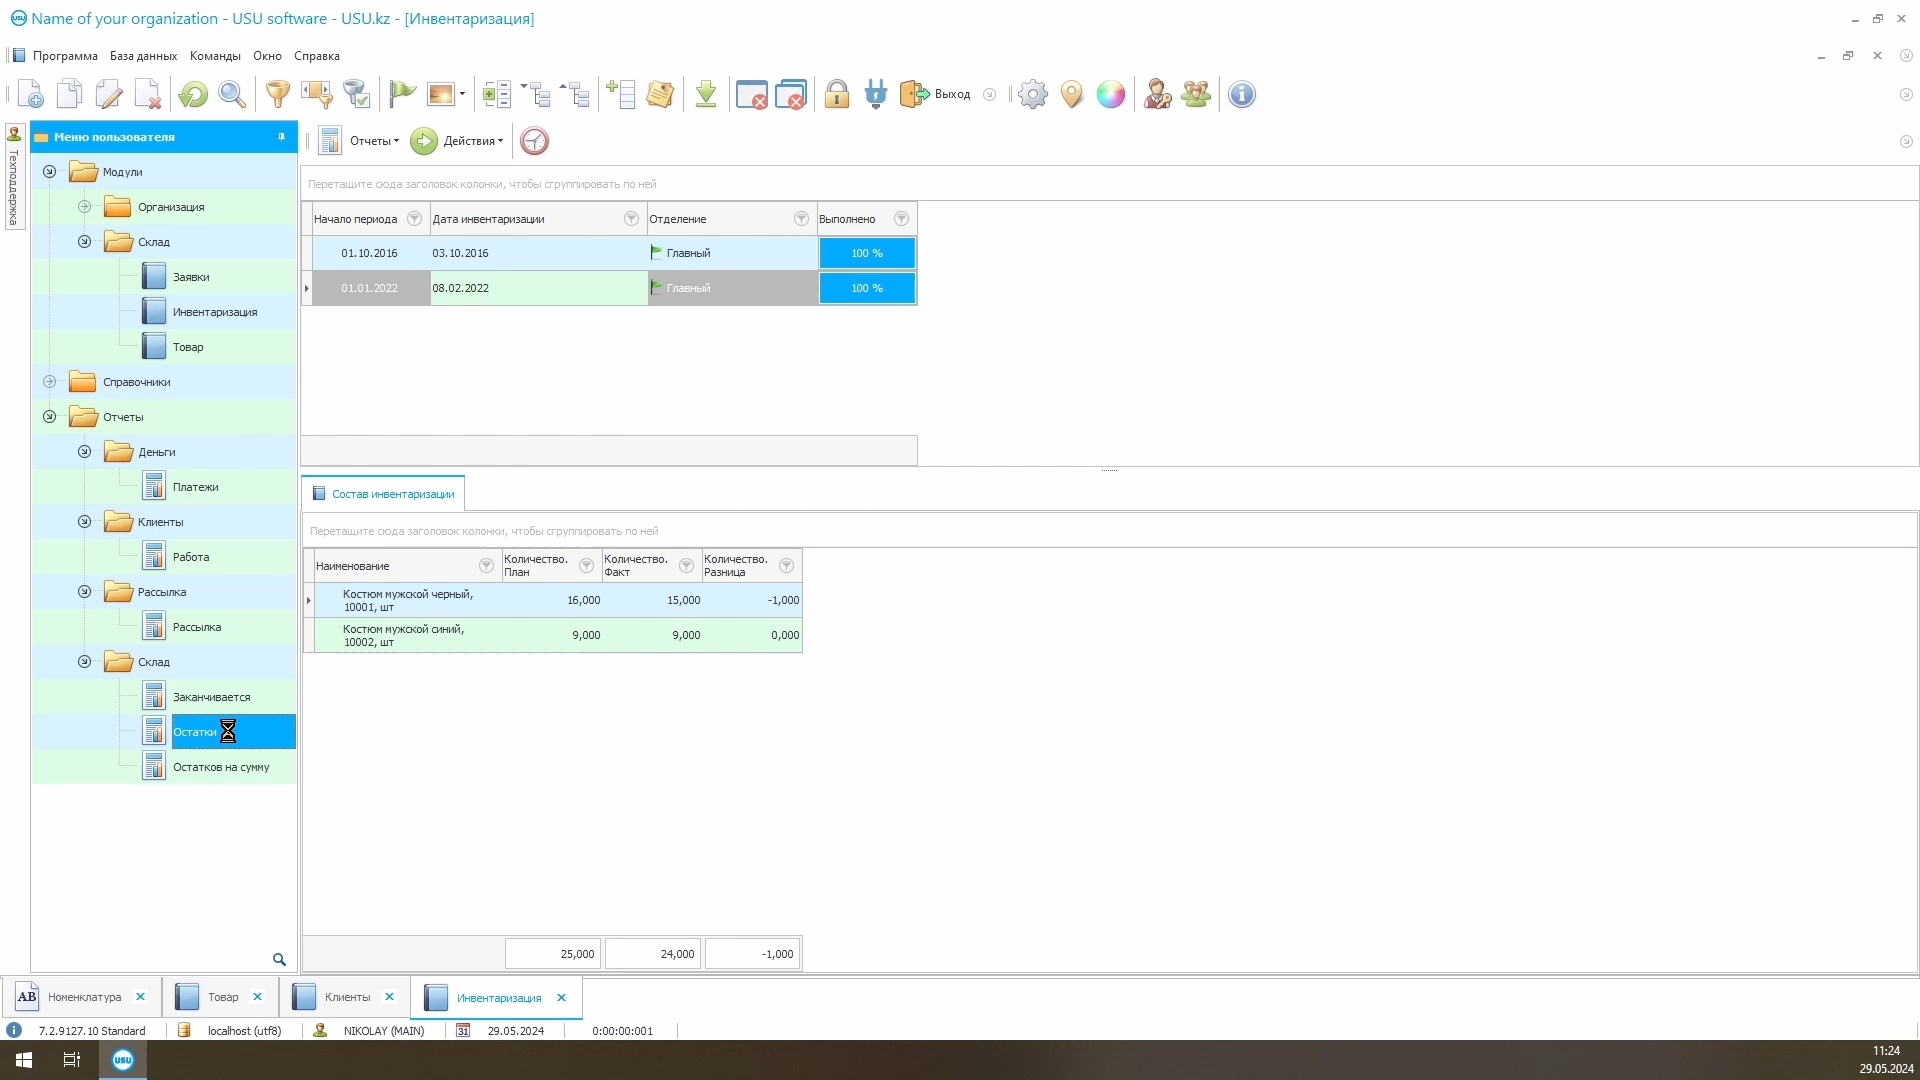 USU Name of your organization - USU software - USU.kz - [Инвентаризация]
Программа База данных Команды Окно Справка
Выход
Техподдержка
Меню пользователя
Отчеты Действия
Модули
Организация
Склад
Заявки
Инвентаризация
Товар
Справочники
Отчеты
Деньги
Платежи
Клиенты
Работа
Рассылка
Рассылка
Склад
Заканчивается
Остатки
Остатков на сумму
Перетащите сюда заголовок колонки, чтобы сгруппировать по ней
Начало периода Дата инвентаризации Отделение Выполнено
01.10.2016 03.10.2016 Главный 100 %
01.01.2022 08.02.2022 Главный 100 %
Состав инвентаризации
Перетащите сюда заголовок колонки, чтобы сгруппировать по ней
Наименование Количество. План Количество. Факт Количество. Разница
Костюм мужской черный, 10001, шт 16,000 15,000 -1,000
Костюм мужской синий, 10002, шт 9,000 9,000 0,000
25,000 24,000 -1,000
AB Номенклатура Товар Клиенты Инвентаризация
7.2.9127.10 Standard localhost (utf8) NIKOLAY (MAIN) 31 29.05.2024 0:00:00:001
USU
11:24
29.05.2024